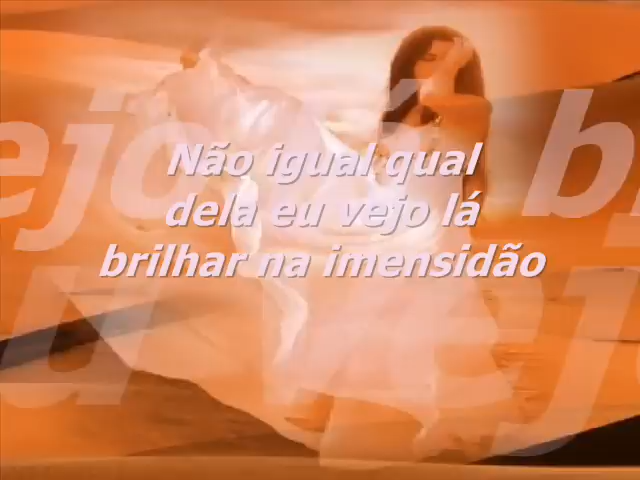 Não igual qual
dela eu vejo lá
brilhar na imensidão